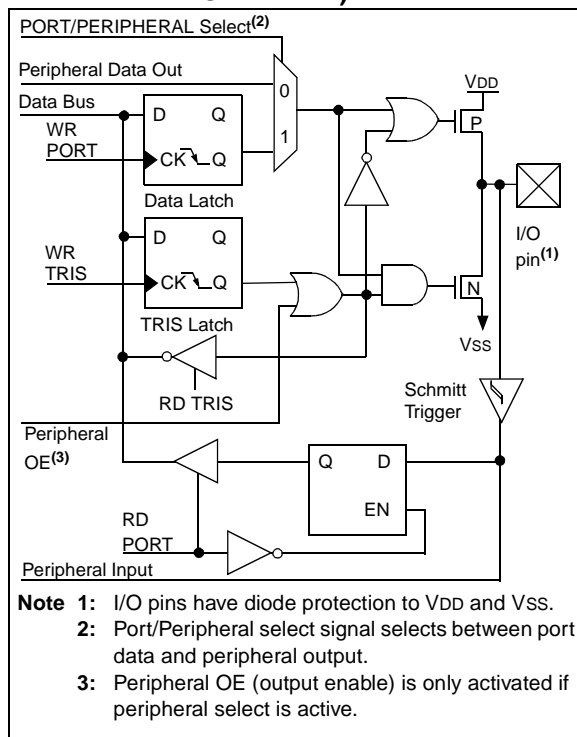 PORT/PERIPHERAL Select(2)
Peripheral Data Out
Data Bus
WR
PORT
D Q
CK Q
Data Latch
0
1
VDD
P
I/O
pin(1)
WR
TRIS
D Q
CK Q
TRIS Latch
N
VSS
RD TRIS
Schmitt
Trigger
Peripheral
OE(3)
Q D
EN
RD
PORT
Peripheral Input
Note 1: I/O pins have diode protection to VDD and VSS.
2: Port/Peripheral select signal selects between port
data and peripheral output.
3: Peripheral OE (output enable) is only activated if
peripheral select is active.